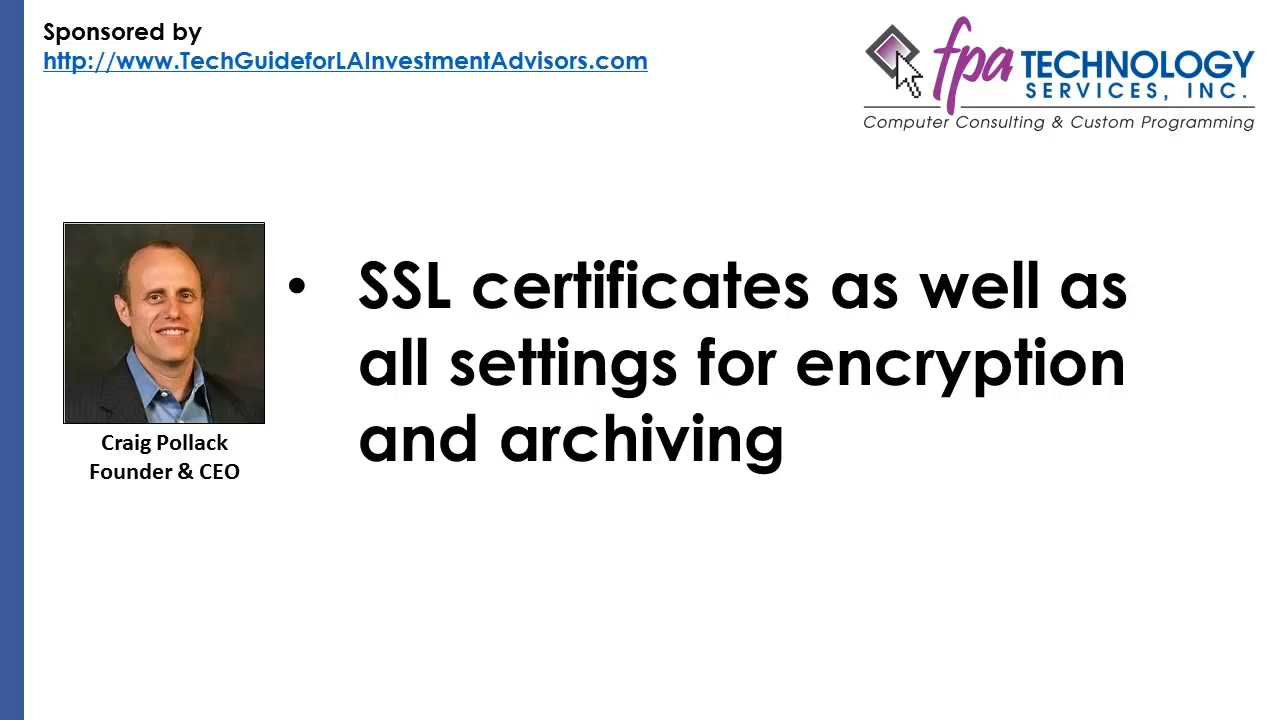 Sponsored by
http://www.TechGuideforLAInvestmentAdvisors.com
fpa TECHNOLOGY
SERVICES, INC.
Computer Consulting & Custom Programming
• SSL certificates as well as
all settings for encryption
and archiving
Craig Pollack
Founder & CEO